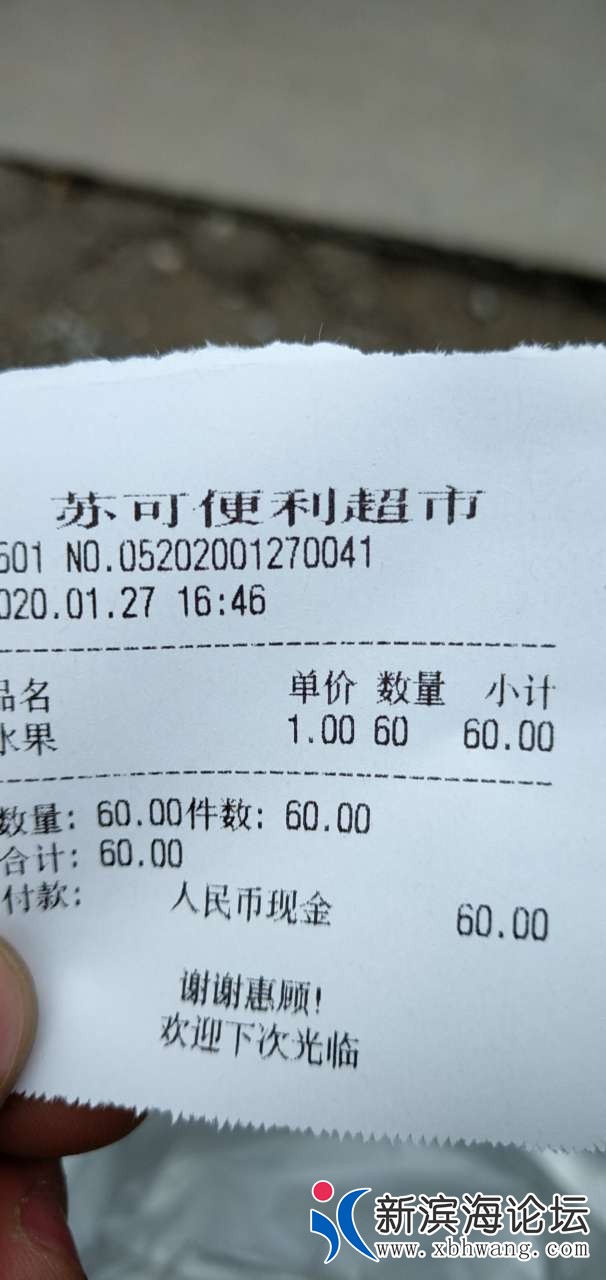 苏可便利超市
601 NO.05202001270041
020.01.27 16:46
品名 单价 数量 小计
水果 1.00 60 60.00
数量: 60.00件数: 60.00
合计: 60.00
付款: 人民币现金 60.00
谢谢惠顾!
欢迎下次光临
新滨海论坛
www.xbhwang.com